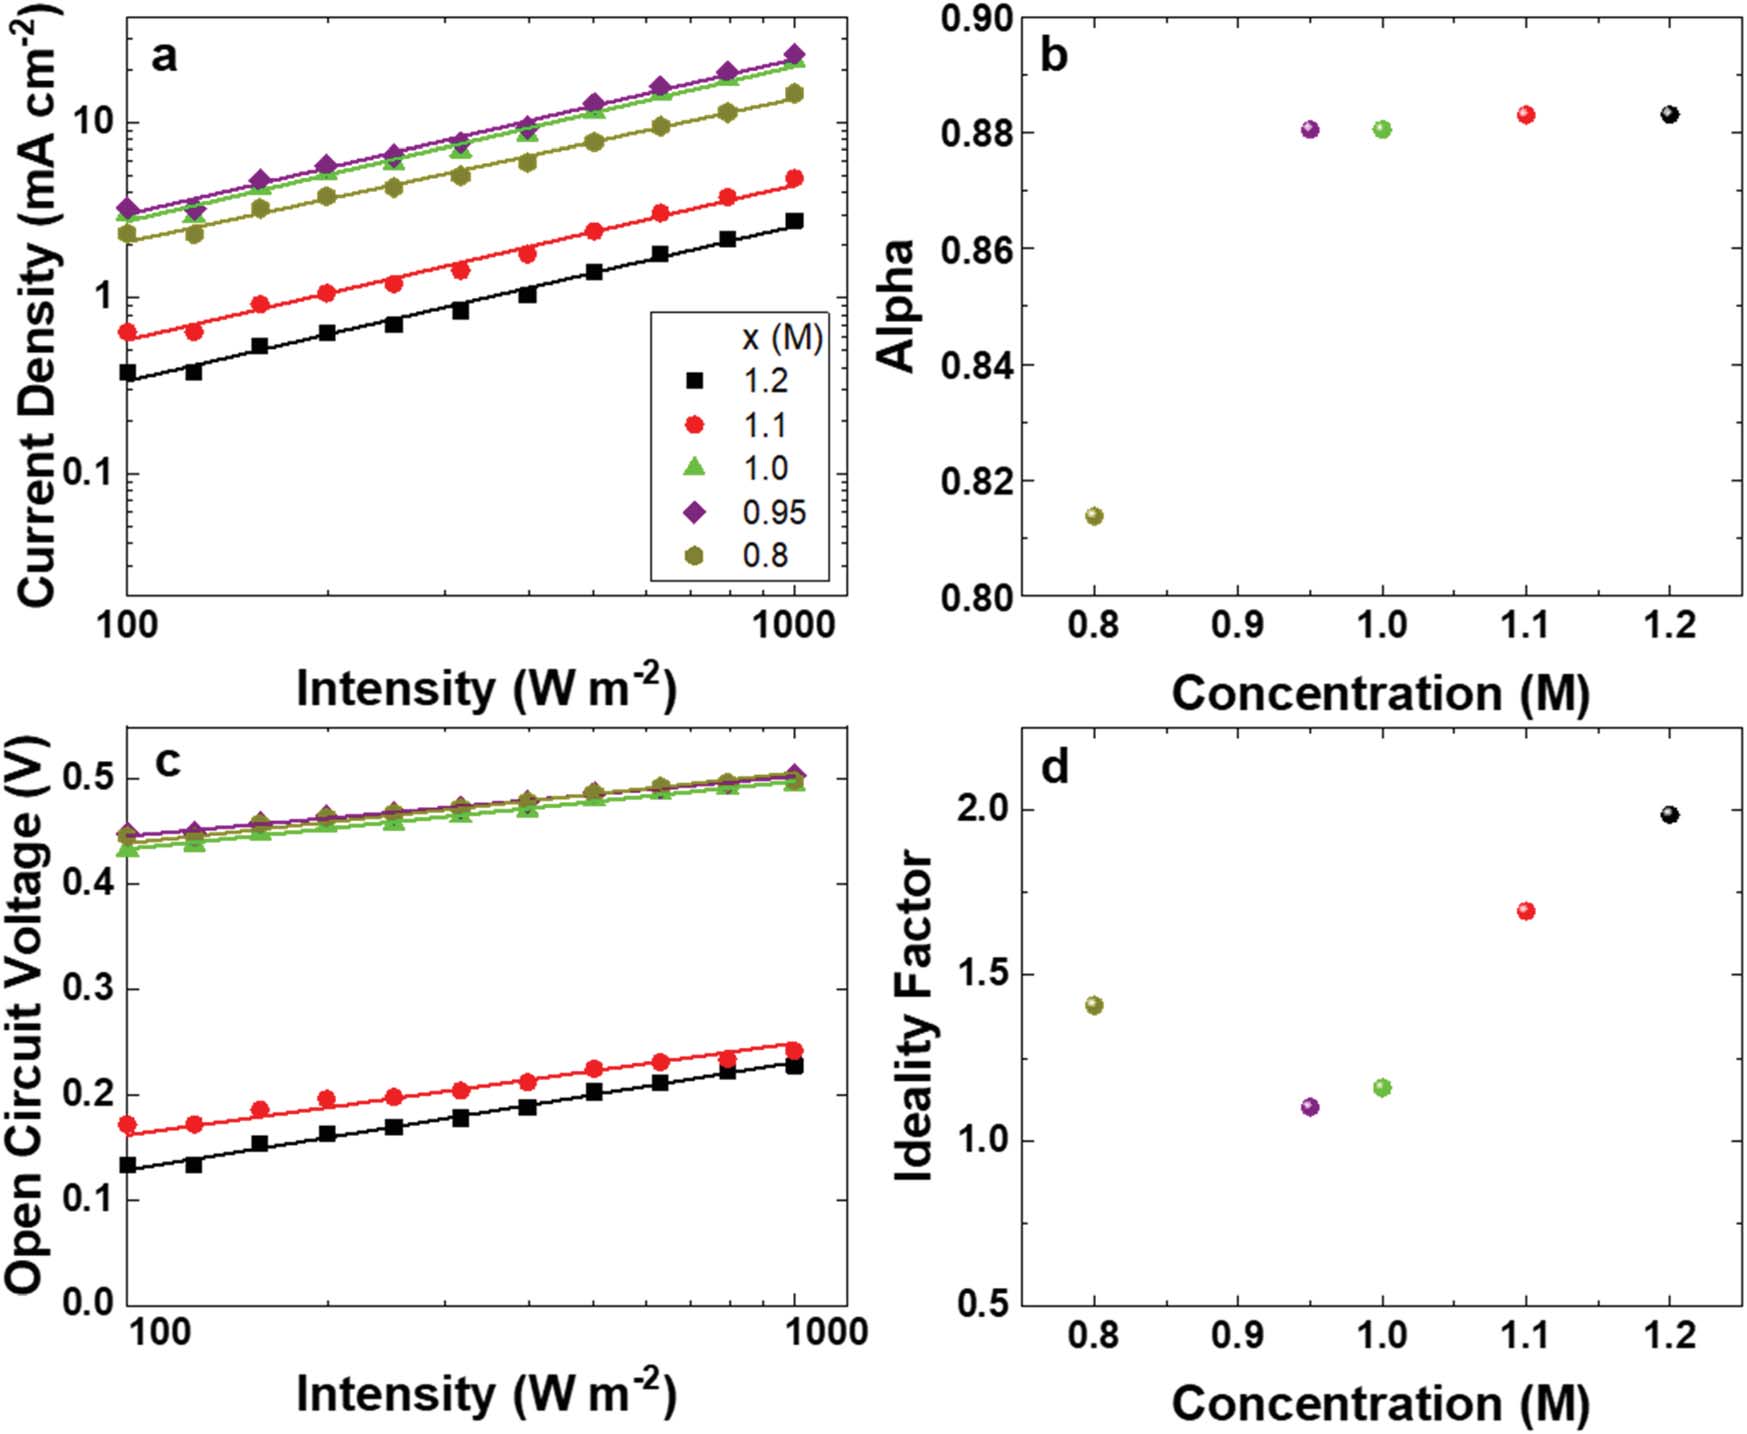 a
Current Density (mA cm-2)
10
1
0.1
x (M)
1.2
1.1
1.0
0.95
0.8
100
1000
Intensity (W m-2)
b
Alpha
0.90
0.88
0.86
0.84
0.82
0.80
0.8
0.9
1.0
1.1
1.2
Concentration (M)
c
Open Circuit Voltage (V)
0.5
0.4
0.3
0.2
0.1
0.0
100
1000
Intensity (W m-2)
d
Ideality Factor
2.0
1.5
1.0
0.5
0.8
0.9
1.0
1.1
1.2
Concentration (M)